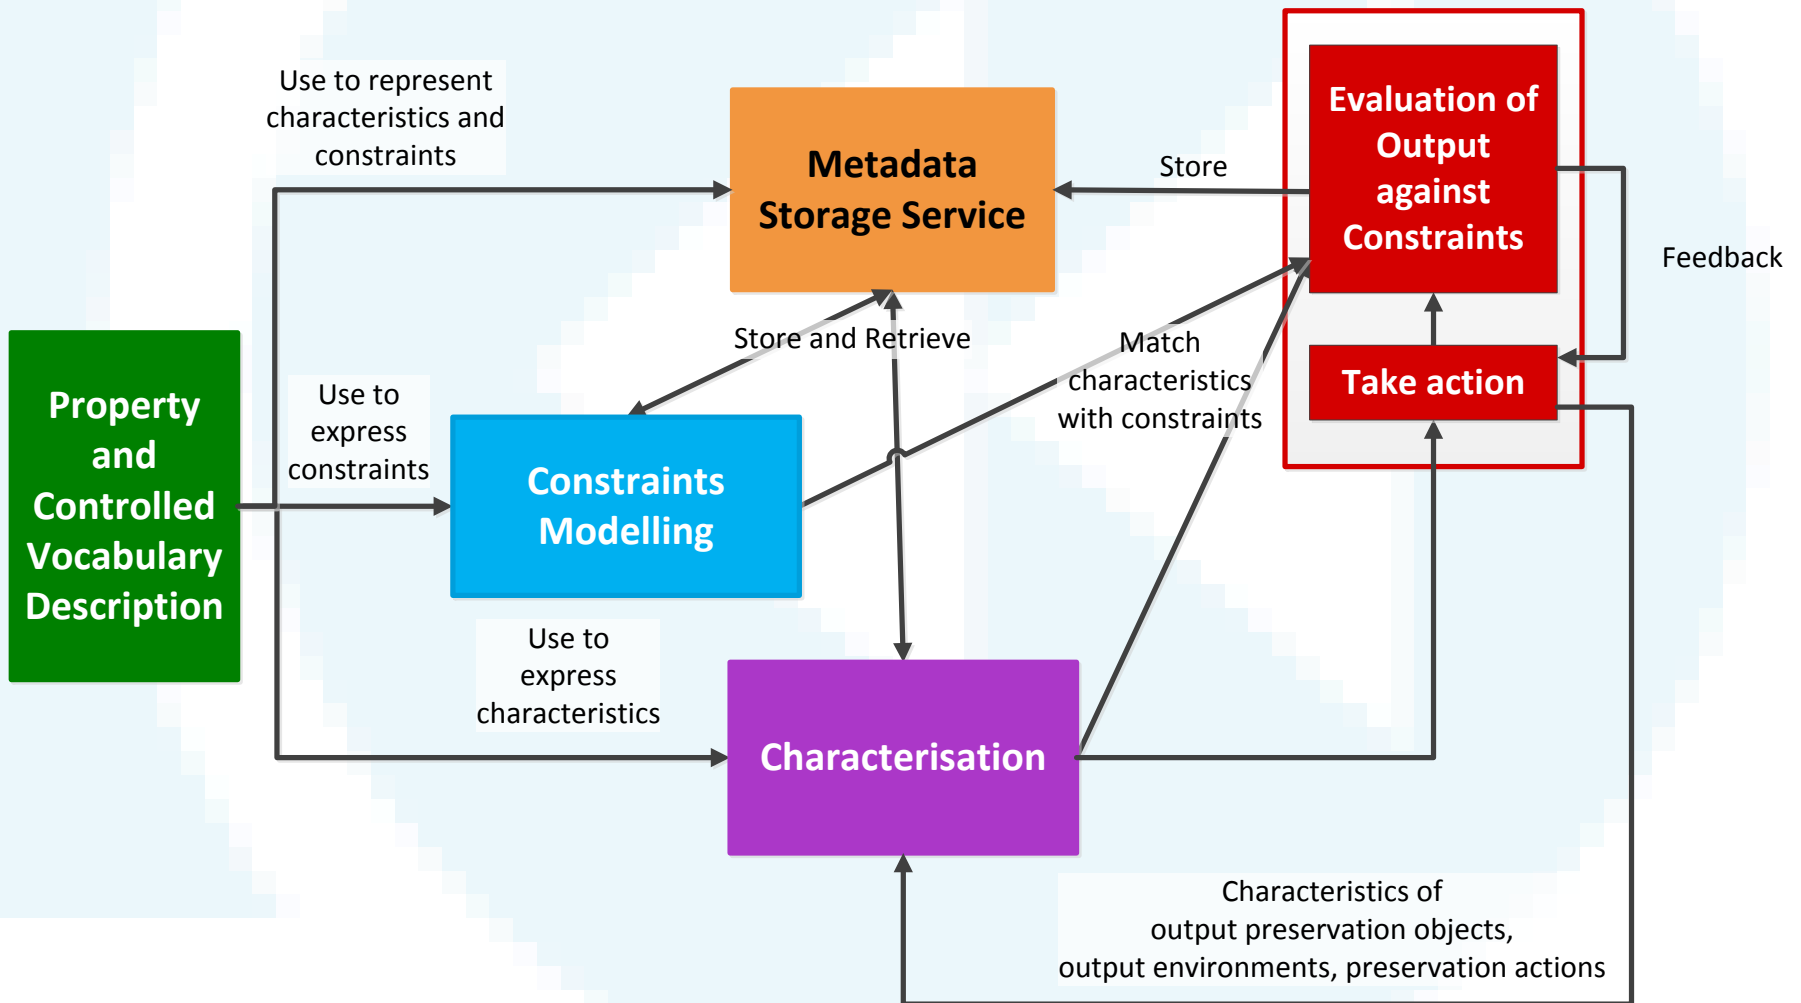 Use to represent
characteristics and
constraints
Metadata
Storage Service
Store
Evaluation of
Output
against
Constraints
Feedback
Take action
Store and Retrieve
Match
characteristics
with constraints
Property
and
Controlled
Vocabulary
Description
Use to
express
constraints
Constraints
Modelling
Use to
express
characteristics
Characterisation
Characteristics of
output preservation objects,
output environments, preservation actions